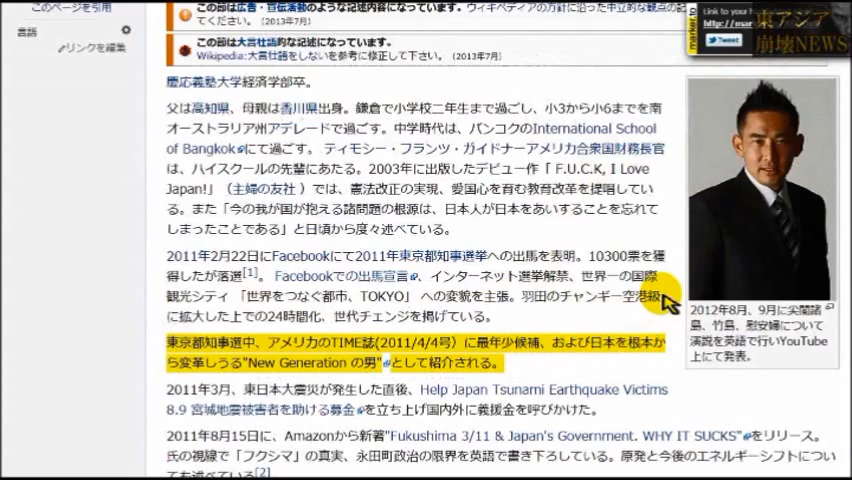 このページを引用
言語
リンクを編集
この節は広告・宣伝活動のような記述内容になっています。ウィキペディアの方針に沿った中立的な観点の記
てください。（2013年7月）
この節は大言壮語的な記述になっています。
Wikipedia:大言壮語をしないを参考に修正して下さい。（2013年7月）
Link to your h
http://mar
Tweet
東アジア
崩壊NEWS
慶応義塾大学経済学部卒。
父は高知県、母親は香川県出身。鎌倉で小学校二年生まで過ごし、小3から小6までを南
オーストラリア州アデレードで過ごす。中学時代は、バンコクのInternational School
of Bangkokにて過ごす。 ティモシー・フランツ・ガイドナーアメリカ合衆国財務長官
は、ハイスクールの先輩にあたる。2003年に出版したデビュー作「 F.U.C.K, I Love
Japan!」（主婦の友社 ）では、憲法改正の実現、愛国心を育む教育改革を提唱してい
る。また「今の我が国が抱える諸問題の根源は、日本人が日本をあいすることを忘れて
しまったことである」と日頃から度々述べている。
2011年2月22日にFacebookにて2011年東京都知事選挙への出馬を表明。10300票を獲
得したが落選[1]。 Facebookでの出馬宣言、インターネット選挙解禁、世界一の国際
観光シティ 「世界をつなぐ都市、TOKYO」 への変貌を主張。羽田のチャンギー空港級
に拡大した上での24時間化、世代チェンジを掲げている。
東京都知事選中、アメリカのTIME誌(2011/4/4号）に最年少候補、および日本を根本か
ら変革しうる"New Generation の男"として紹介される。
2011年3月、東日本大震災が発生した直後、Help Japan Tsunami Earthquake Victims
8.9 宮城地震被害者を助ける募金を立ち上げ国内外に義援金を呼びかけた。
2011年8月15日に、Amazonから新著"Fukushima 3/11 & Japan's Government. WHY IT SUCKS"をリリース。
氏の視線で「フクシマ」の真実、永田町政治の限界を英語で書き下ろしている。原発と今後のエネルギーシフトについ
ても述べている[2]
2012年8月、9月に尖閣諸
島、竹島、慰安婦について
演説を英語で行いYouTube
上にて発表。